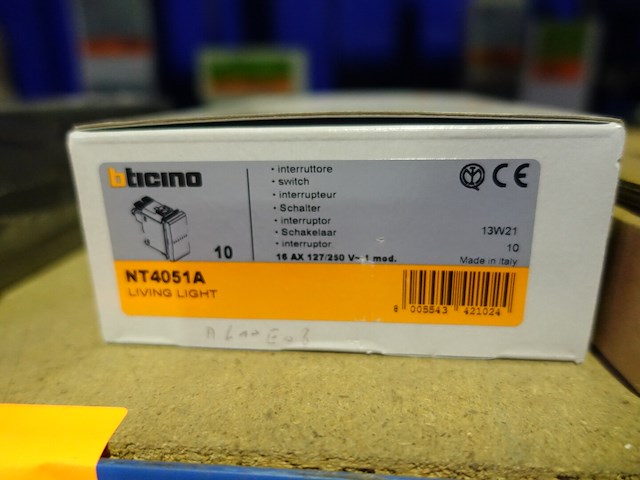 bticino
• interruttore
• switch
• interrupteur
• Schalter
• interruptor
• Schakelaar
• interruptor
16 AX 127/250 V~ 1 mod.
10
CE
13W21
10
Made in Italy
NT4051A
LIVING LIGHT
8 005543 421024